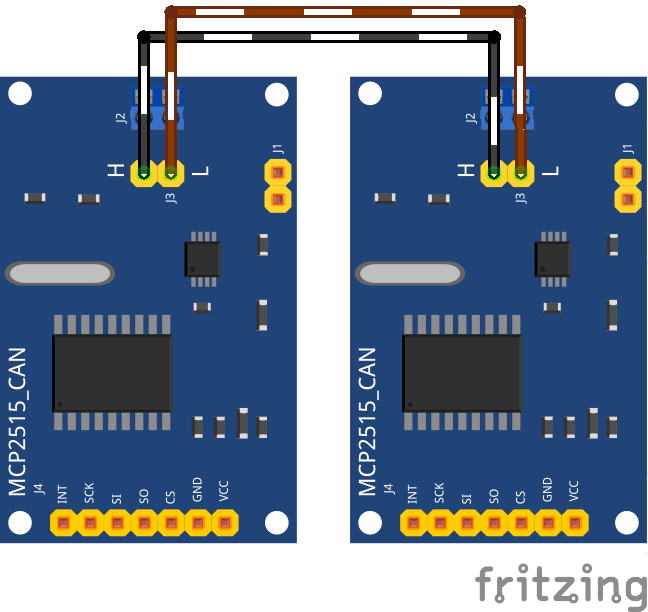 J2
H
L
J3
J1
MCP2515_CAN
J4
INT
SCK
SI
SO
CS
GND
VCC
J2
H
L
J3
J1
MCP2515_CAN
J4
INT
SCK
SI
SO
CS
GND
VCC
fritzing